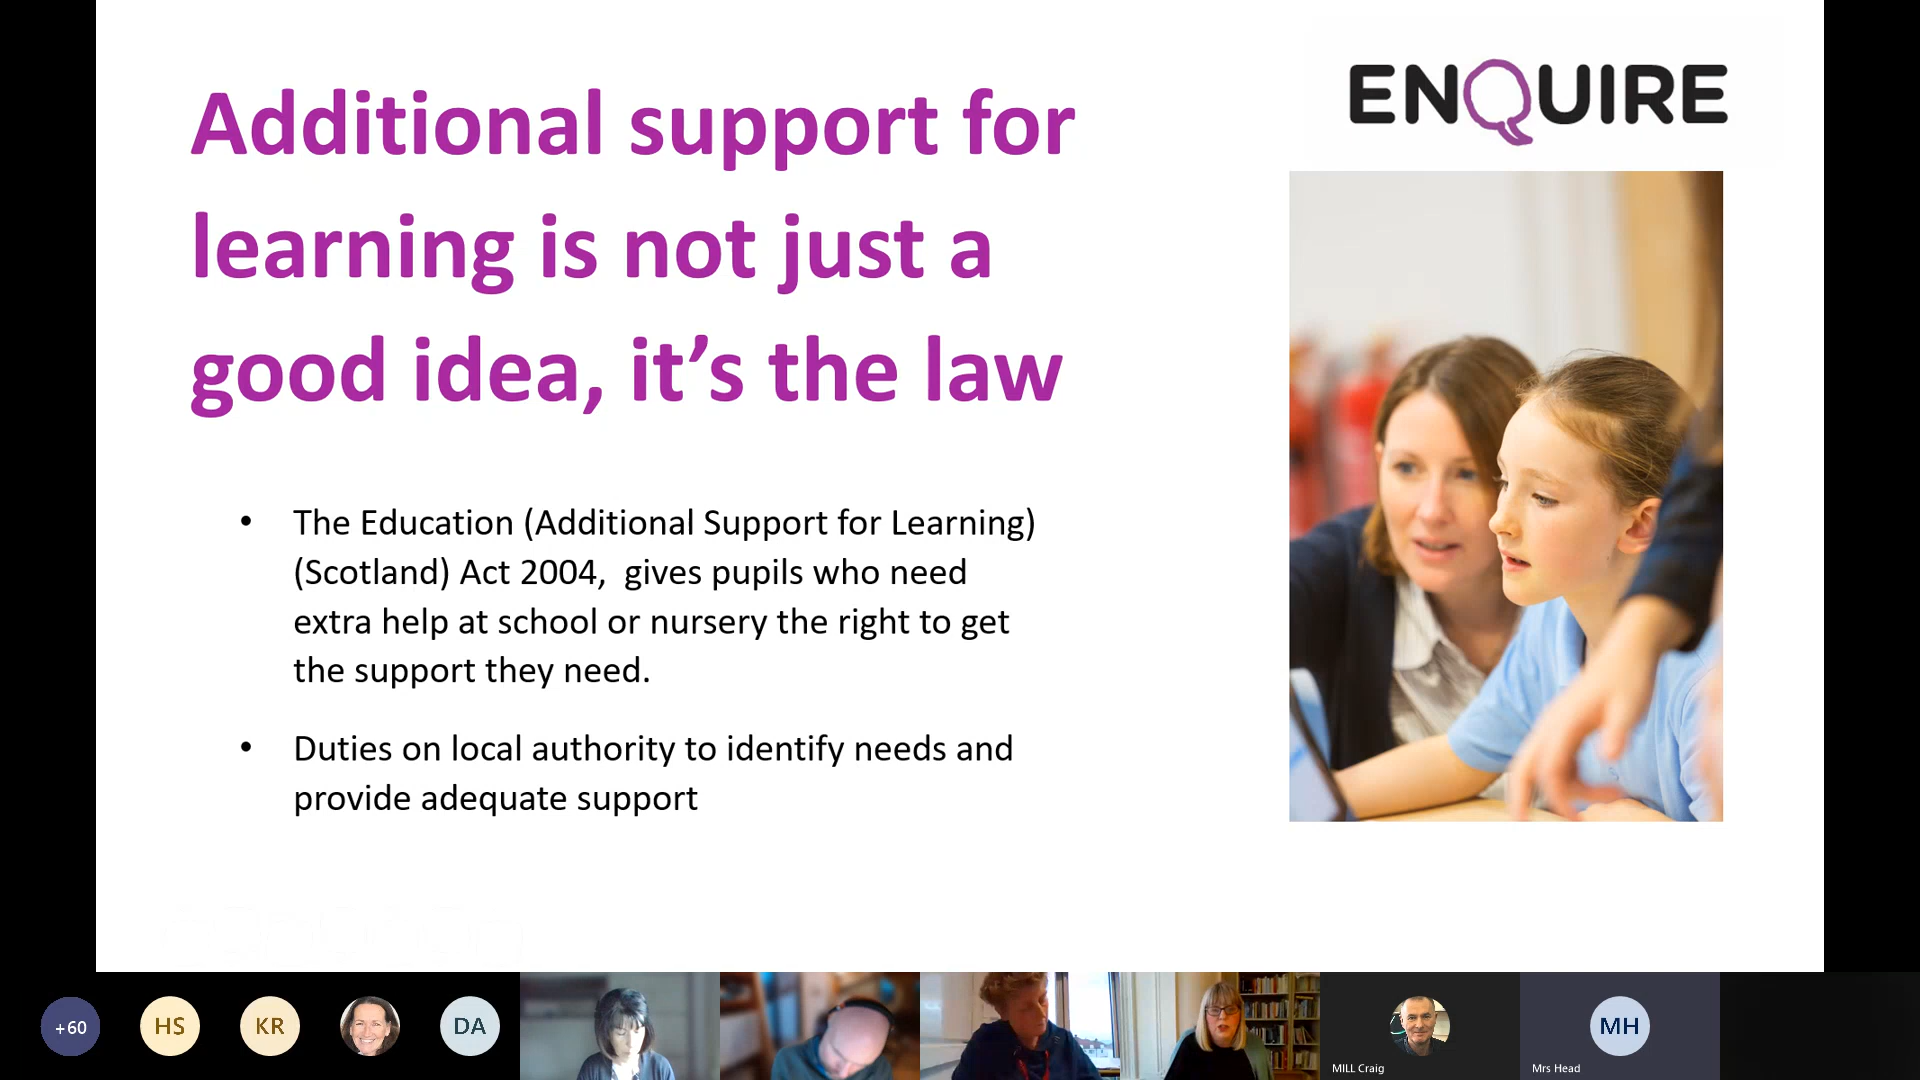 ENQUIRE
Additional support for
learning is not just a
good idea, it’s the law
• The Education (Additional Support for Learning)
(Scotland) Act 2004,  gives pupils who need
extra help at school or nursery the right to get
the support they need.
• Duties on local authority to identify needs and
provide adequate support
+60
HS
KR
DA
MILL Craig
MH
Mrs Head